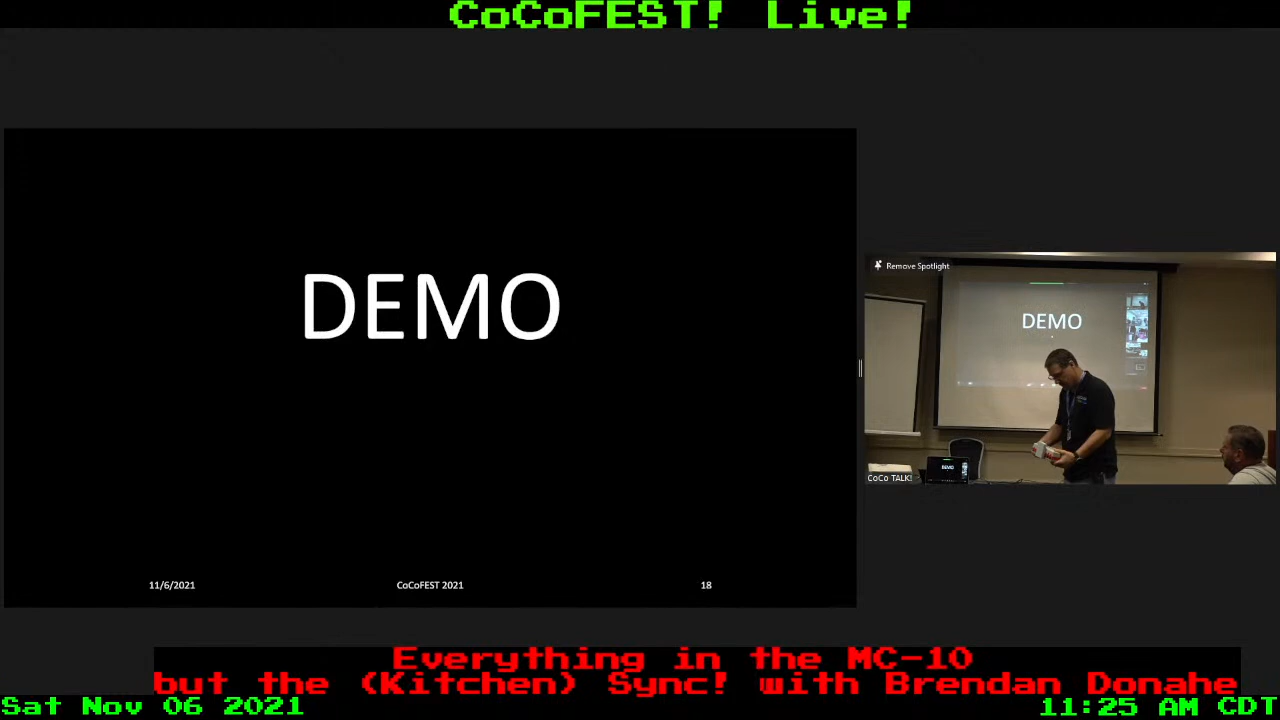 CoCoFEST! Live!
DEMO
Remove Spotlight
DEMO
DEMO
CoCo TALK!
11/6/2021
CoCoFEST 2021
18
Everything in the MC-10
but the (Kitchen) Sync! with Brendan Donahe
Sat Nov 06 2021
11:25 AM CDT